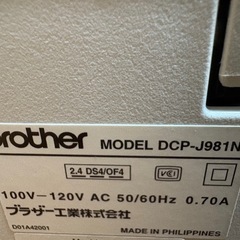 brother MODEL DCP-J981N
2.4 DS4/OF4 VCCI
100V－120V AC 50/60Hz 0.70A
ブラザー工業株式会社
D01A42001 MADE IN PHILIPPINES